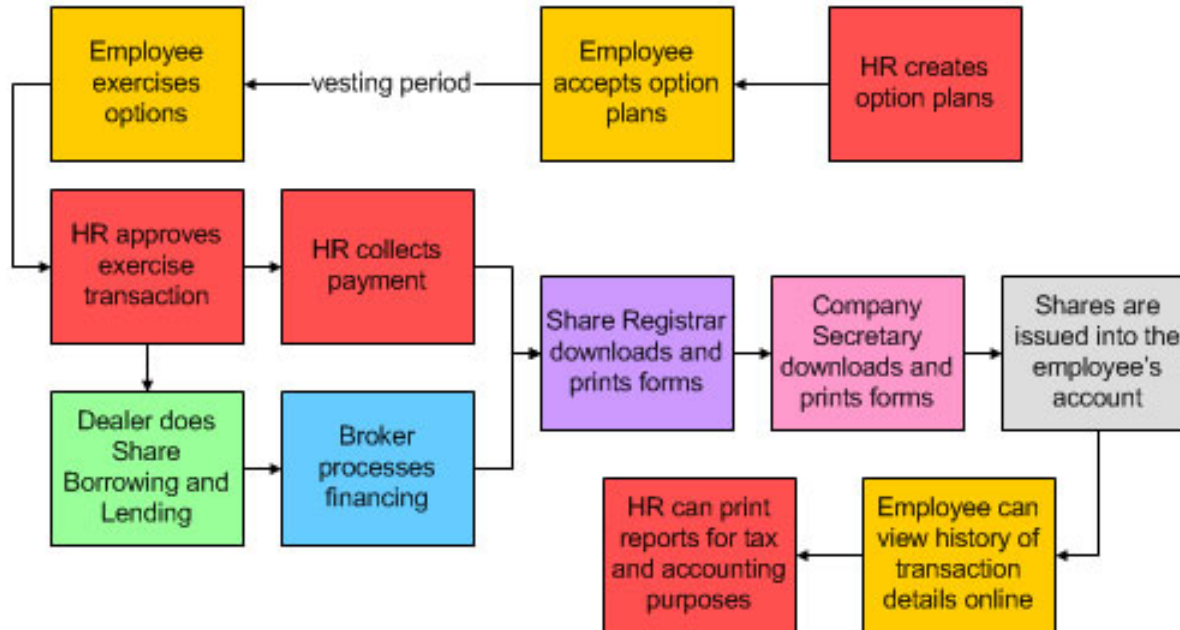 Employee
exercises
options
vesting period
Employee
accepts option
plans
HR creates
option plans
HR approves
exercise
transaction
HR collects
payment
Share Registrar
downloads and
prints forms
Company
Secretary
downloads and
prints forms
Shares are
issued into the
employee's
account
Dealer does
Share
Borrowing and
Lending
Broker
processes
financing
HR can print
reports for tax
and accounting
purposes
Employee can
view history of
transaction
details online